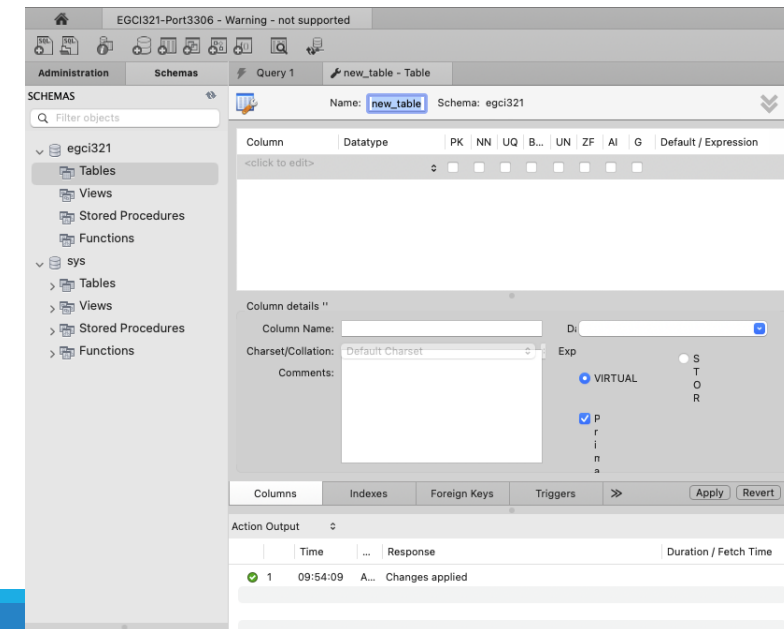 EGCI321-Port3306 - Warning - not supported
Administration Schemas
Query 1 new_table - Table
SCHEMAS
Name: new_table Schema: egci321
Filter objects
egci321
Tables
Views
Stored Procedures
Functions
sys
Tables
Views
Stored Procedures
Functions
Column Datatype PK NN UQ B... UN ZF AI G Default / Expression
<click to edit>
Column details ''
Column Name:
Charset/Collation: Default Charset Exp
Comments:
VIRTUAL
S
T
O
R
P
r
i
n
a
Columns Indexes Foreign Keys Triggers Apply Revert
Action Output
Time ... Response Duration / Fetch Time
1 09:54:09 A... Changes applied